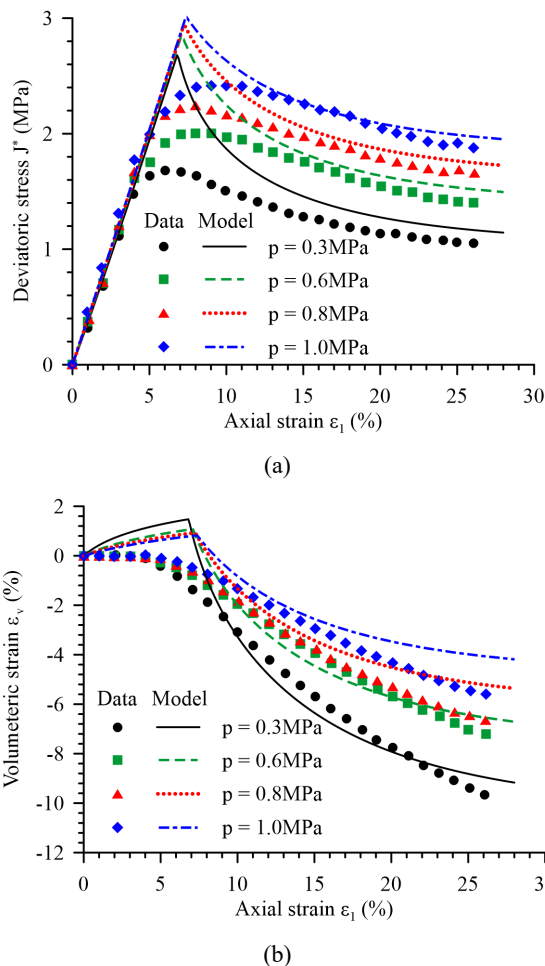 3
2
1
0
Deviatoric stress J* (MPa)
Data Model
p = 0.3MPa
p = 0.6MPa
p = 0.8MPa
p = 1.0MPa
0 5 10 15 20 25 30
Axial strain ε1 (%)
(a)
2
0
-2
-4
-6
-8
-10
-12
Volumeteric strain εv (%)
Data Model
p = 0.3MPa
p = 0.6MPa
p = 0.8MPa
p = 1.0MPa
0 5 10 15 20 25 30
Axial strain ε1 (%)
(b)